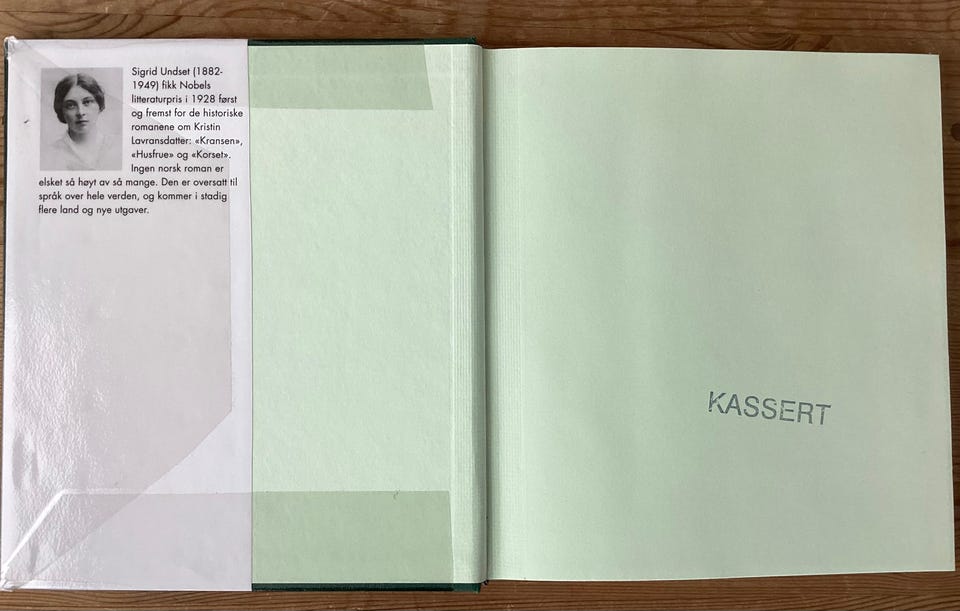 Sigrid Undset (1882-
1949) fikk Nobels
litteraturpris i 1928 først
og fremst for de historiske
romanene om Kristin
Lavransdatter: «Kransen»,
«Husfrue» og «Korset».
Ingen norsk roman er
elsket så høyt av så mange. Den er oversatt til
språk over hele verden, og kommer i stadig
flere land og nye utgaver.
KASSERT